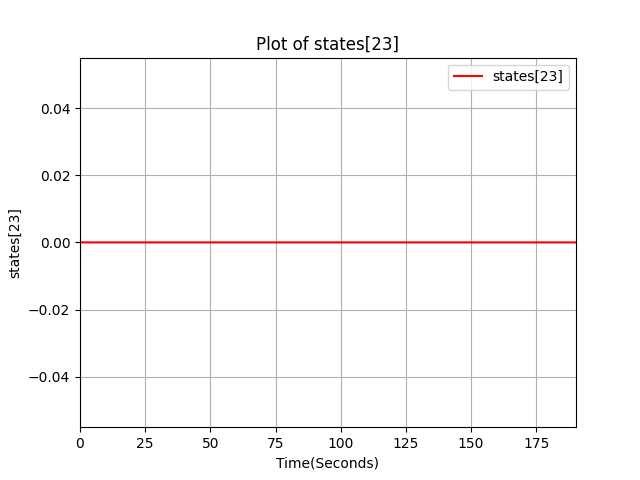 Plot of states[23]
states[23]
0.04
0.02
0.00
−0.02
−0.04
states[23]
0 25 50 75 100 125 150 175
Time(Seconds)